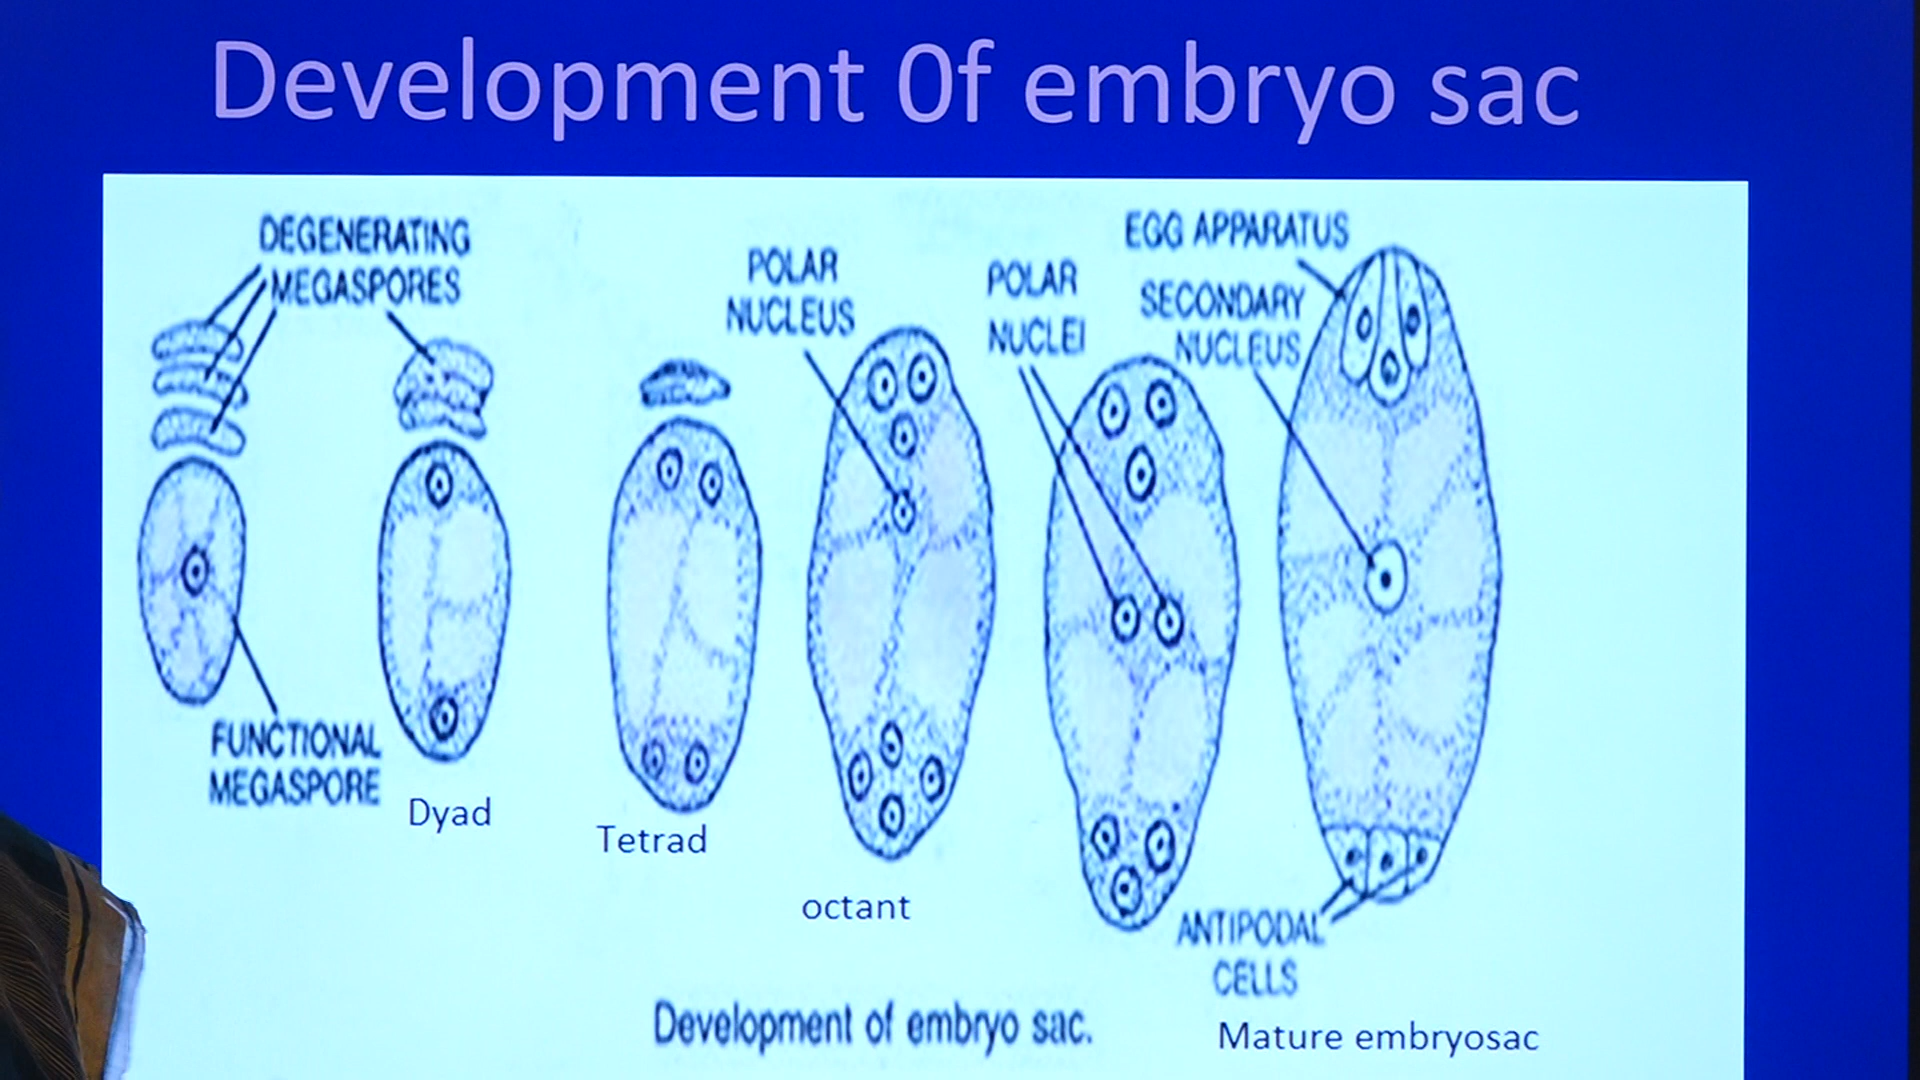 Development 0f embryo sac
DEGENERATING
MEGASPORES
POLAR
NUCLEUS
POLAR
NUCLEI
EGG APPARATUS
SECONDARY
NUCLEUS
FUNCTIONAL
MEGASPORE
Dyad
Tetrad
octant
ANTIPODAL
CELLS
Development of embryo sac.
Mature embryosac